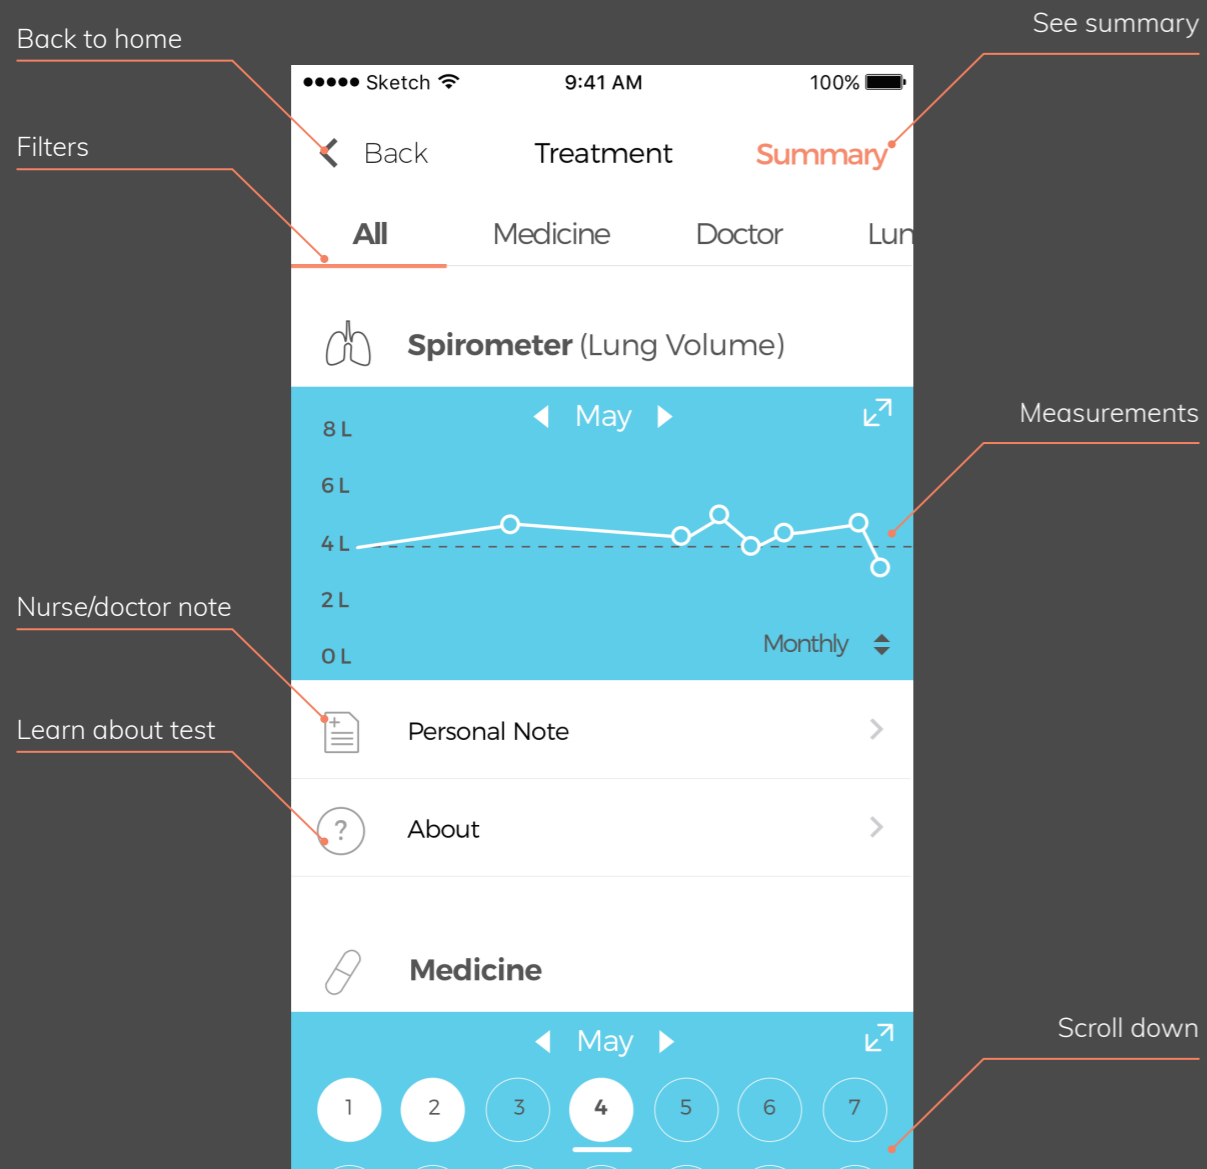 Back to home
See summary
Sketch 9:41 AM 100%
Filters
Back Treatment Summary
All Medicine Doctor Lun
Spirometer (Lung Volume)
May
Measurements
8 L
6 L
4 L
2 L
Nurse/doctor note
Monthly
0 L
Personal Note
Learn about test
? About
Medicine
Scroll down
May
1 2 3 4 5 6 7